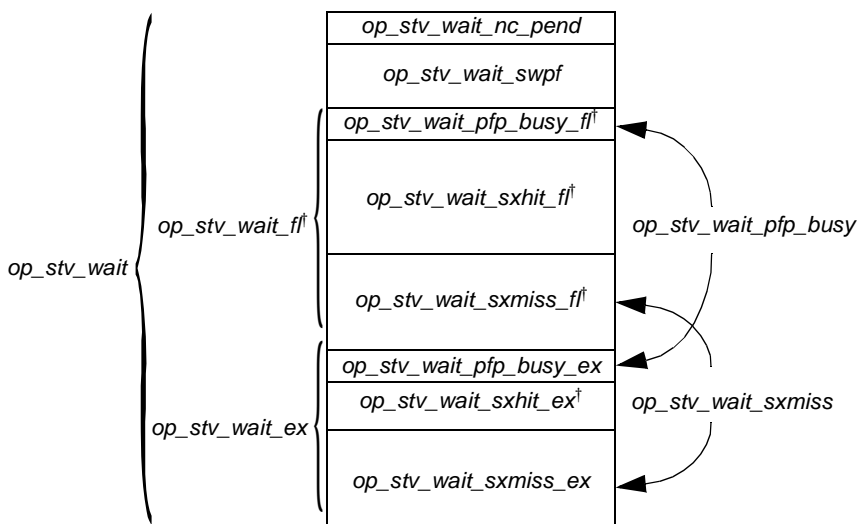 op_stv_wait_nc_pend
op_stv_wait_swpf
op_stv_wait_pfp_busy_fl†
op_stv_wait_sxhit_fl†
op_stv_wait_fl†
op_stv_wait_pfp_busy
op_stv_wait
op_stv_wait_sxmiss_fl†
op_stv_wait_pfp_busy_ex
op_stv_wait_sxhit_ex†
op_stv_wait_sxmiss
op_stv_wait_ex
op_stv_wait_sxmiss_ex